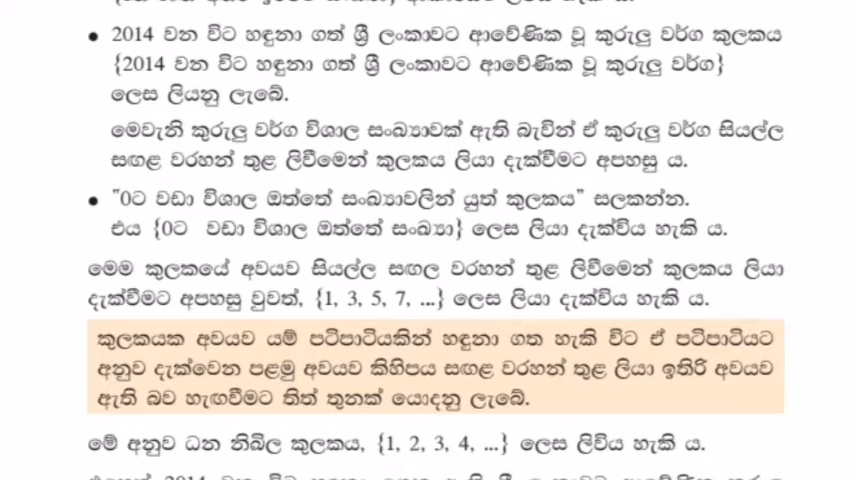 • 2014 වන විට හඳුනා ගත් ශ්‍රී ලංකාවට ආවේණික වූ කුරුලු වර්ග කුලකය
{2014 වන විට හඳුනා ගත් ශ්‍රී ලංකාවට ආවේණික වූ කුරුලු වර්ග}
ලෙස ලියනු ලැබේ.
මෙවැනි කුරුලු වර්ග විශාල සංඛ්‍යාවක් ඇති බැවින් ඒ කුරුලු වර්ග සියල්ල
සඟළ වරහන් තුළ ලිවීමෙන් කුලකය ලියා දැක්වීමට අපහසු ය.
• "0ට වඩා විශාල ඔත්තේ සංඛ්‍යාවලින් යුත් කුලකය" සලකන්න.
එය {0ට වඩා විශාල ඔත්තේ සංඛ්‍යා} ලෙස ලියා දැක්විය හැකි ය.
මෙම කුලකයේ අවයව සියල්ල සඟල වරහන් තුළ ලිවීමෙන් කුලකය ලියා
දැක්වීමට අපහසු වුවත්, {1, 3, 5, 7, ...} ලෙස ලියා දැක්විය හැකි ය.
කුලකයක අවයව යම් පටිපාටියකින් හඳුනා ගත හැකි විට ඒ පටිපාටියට
අනුව දැක්වෙන පළමු අවයව කිහිපය සඟළ වරහන් තුළ ලියා ඉතිරි අවයව
ඇති බව හැඟවීමට තිත් තුනක් යොදනු ලැබේ.
මේ අනුව ධන නිඛිල කුලකය, {1, 2, 3, 4, ...} ලෙස ලිවිය හැකි ය.